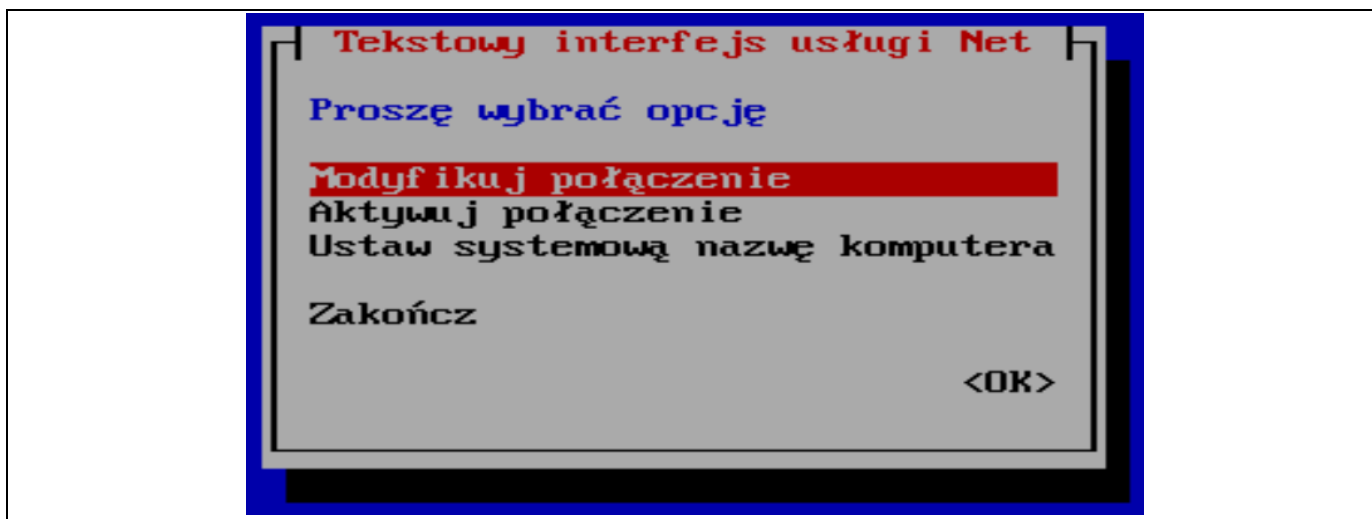 Tekstowy interfejs usługi Net
Proszę wybrać opcję
Modyfikuj połączenie
Aktywuj połączenie
Ustaw systemową nazwę komputera
Zakończ
<OK>